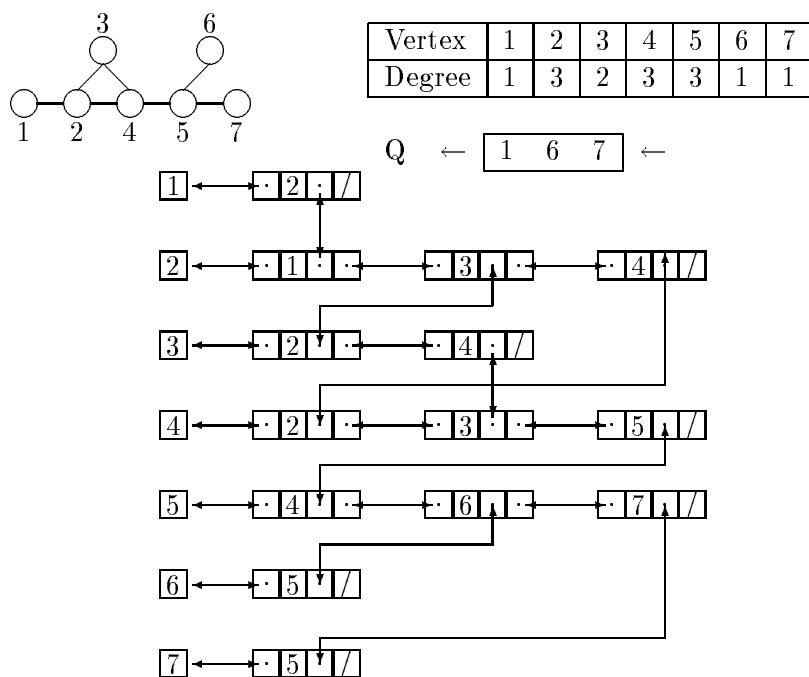 3 6
1 2 4 5 7
Vertex 1 2 3 4 5 6 7
Degree 1 3 2 3 3 1 1
Q ← 1 6 7 ←
1 · 2 · /
2 · 1 · · · 3 · · · 4 · /
3 · 2 · · · 4 · /
4 · 2 · · · 3 · · · 5 · /
5 · 4 · · · 6 · · · 7 · /
6 · 5 · /
7 · 5 · /